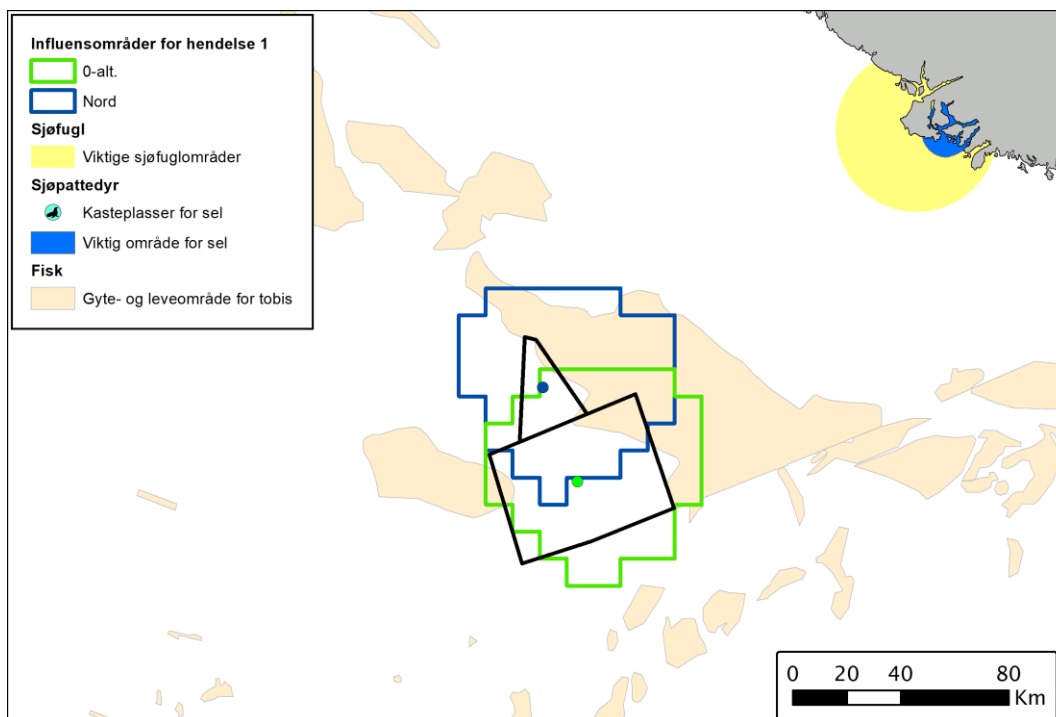 Influensområder for hendelse 1
0-alt.
Nord
Sjøfugl
Viktige sjøfuglområder
Sjøpattedyr
Kasteplasser for sel
Viktig område for sel
Fisk
Gyte- og leveområde for tobis
0 20 40 80
Km